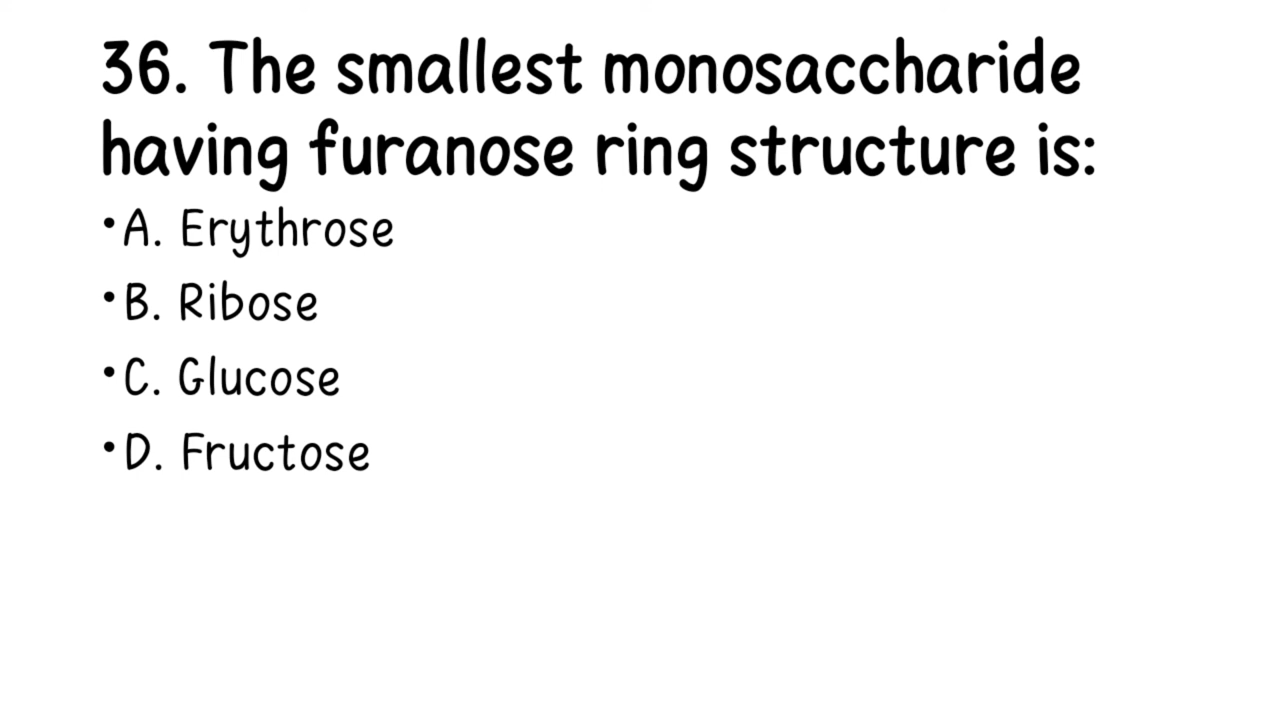 36. The smallest monosaccharide
having furanose ring structure is:
•A. Erythrose
•B. Ribose
•C. Glucose
•D. Fructose